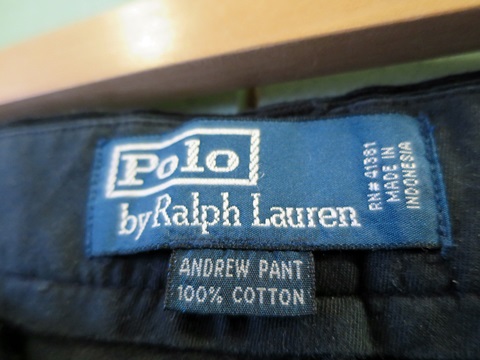 Polo
by Ralph Lauren
RN# 41381
MADE IN
INDONESIA
ANDREW PANT
100% COTTON